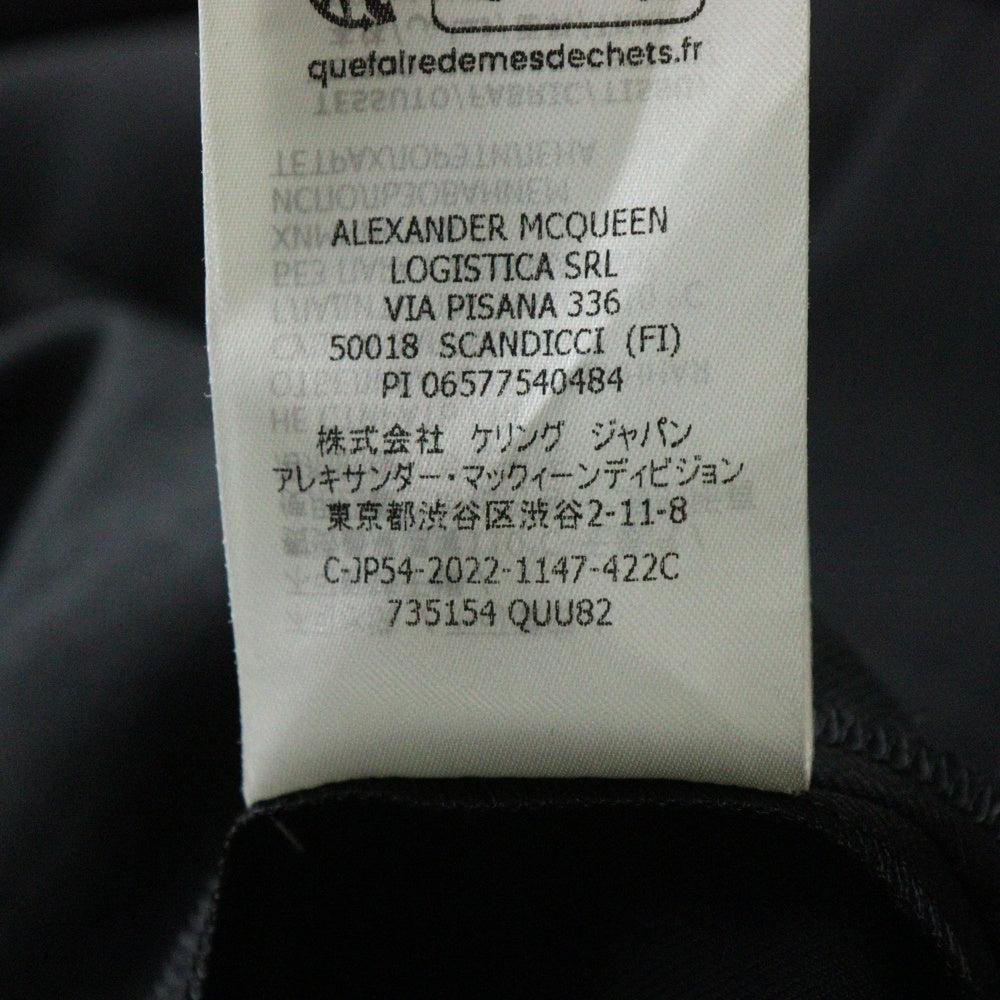 quefairedemesdechets.fr
ALEXANDER MCQUEEN
LOGISTICA SRL
VIA PISANA 336
50018 SCANDICCI (FI)
PI 06577540484
株式会社 ケリング ジャパン
アレキサンダー・マックィーンディビジョン
東京都渋谷区渋谷2-11-8
C-JP54-2022-1147-422C
735154 QUU82